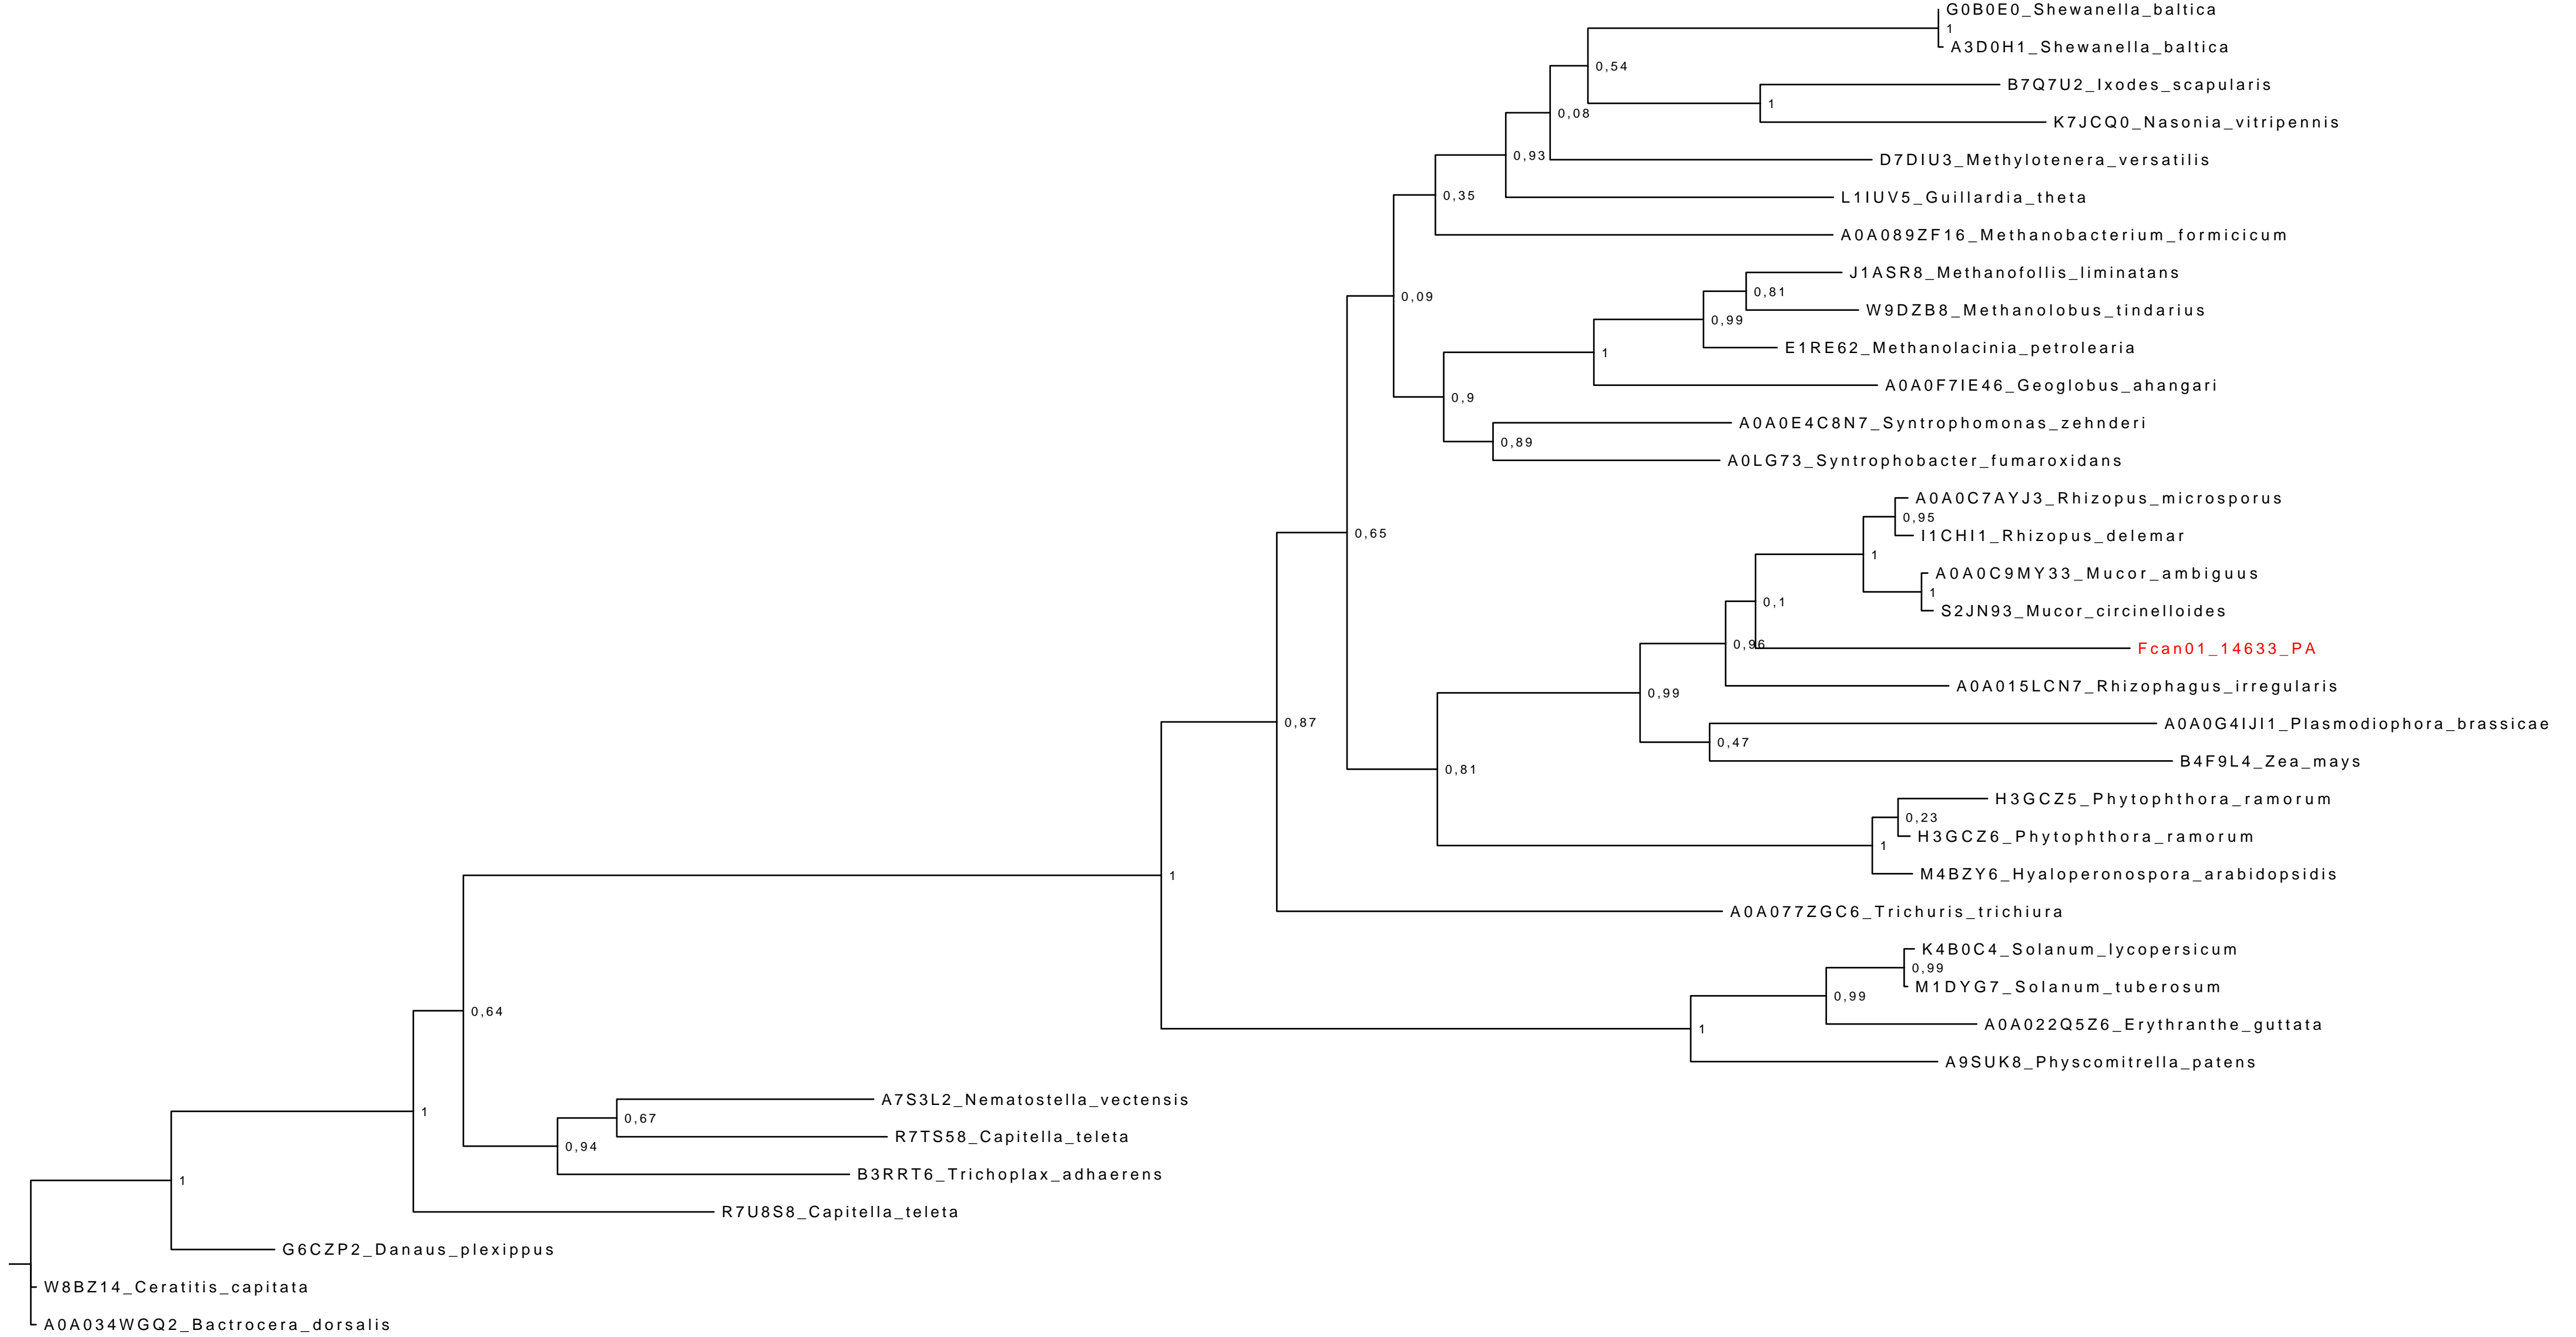 G0B0E0_Shewanella_baltica
1
A3D0H1_Shewanella_baltica
0,54
B7Q7U2_Ixodes_scapularis
1
0,08
K7JCQ0_Nasonia_vitripennis
0,93
D7DIU3_Methylotenera_versatilis
0,35
L1IUV5_Guillardia_theta
A0A089ZF16_Methanobacterium_formicicum
J1ASR8_Methanofollis_liminatans
0,81
0,09
W9DZB8_Methanolobus_tindarius
0,99
E1RE62_Methanolacinia_petrolearia
1
A0A0F7IE46_Geoglobus_ahangari
0,9
A0A0E4C8N7_Syntrophomonas_zehnderi
0,89
A0LG73_Syntrophobacter_fumaroxidans
A0A0C7AYJ3_Rhizopus_microsporus
0,95
0,65
I1CHI1_Rhizopus_delemar
1
A0A0C9MY33_Mucor_ambiguus
1
0,1
S2JN93_Mucor_circinelloides
0,96
Fcan01_14633_PA
A0A015LCN7_Rhizophagus_irregularis
0,99
0,87
A0A0G4IJI1_Plasmodiophora_brassicae
0,47
B4F9L4_Zea_mays
0,81
H3GCZ5_Phytophthora_ramorum
0,23
H3GCZ6_Phytophthora_ramorum
1
M4BZY6_Hyaloperonospora_arabidopsidis
1
A0A077ZGC6_Trichuris_trichiura
K4B0C4_Solanum_lycopersicum
0,99
M1DYG7_Solanum_tuberosum
0,99
0,64
A0A022Q5Z6_Erythranthe_guttata
1
A9SUK8_Physcomitrella_patens
A7S3L2_Nematostella_vectensis
1
0,67
R7TS58_Capitella_teleta
0,94
B3RRT6_Trichoplax_adhaerens
1
R7U8S8_Capitella_teleta
G6CZP2_Danaus_plexippus
W8BZ14_Ceratitis_capitata
A0A034WGQ2_Bactrocera_dorsalis